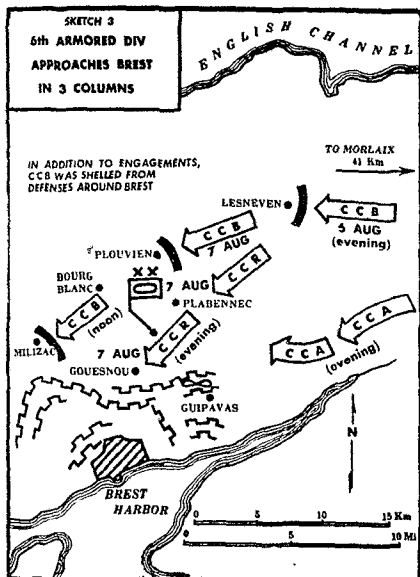 SKETCH 3
6th ARMORED DIV
APPROACHES BREST
IN 3 COLUMNS
ENGLISH CHANNEL
TO MORLAIX
41 Km
IN ADDITION TO ENGAGEMENTS,
CCB WAS SHELLED FROM
DEFENSES AROUND BREST
LESNEVEN
CCB
5 AUG
(evening)
CCB
7 AUG
PLOUVIEN
XX
CCR
7 AUG
BOURG
BLANC
PLABENNEC
CCB
(noon)
MILIZAC
CCR
(evening)
7 AUG
GOUESNOU
CCA
CCA
(evening)
GUIPAVAS
N
BREST
HARBOR
0 5 10 15 Km
0 5 10 Mi